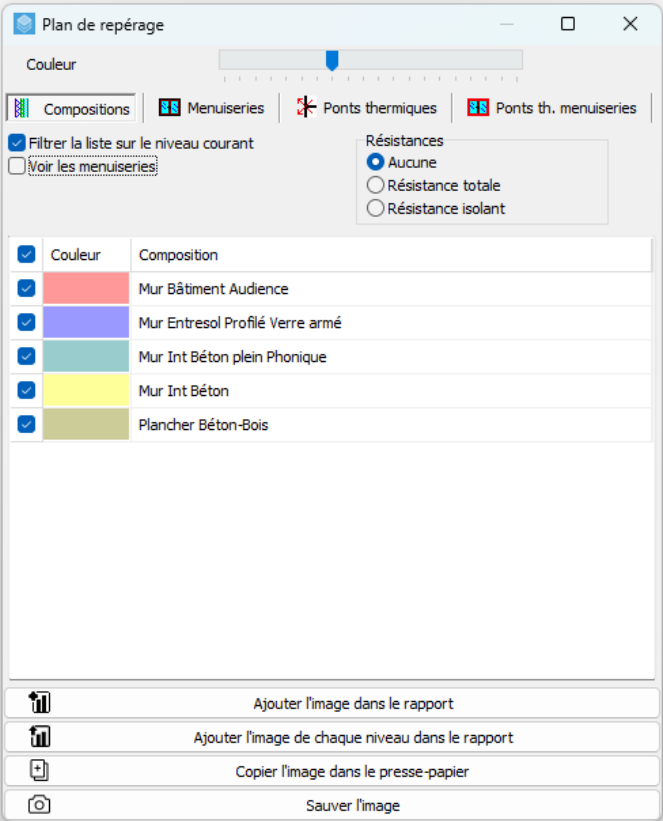 Plan de repérage
Couleur
Compositions Menuiseries Ponts thermiques Ponts th. menuiseries
Filtrer la liste sur le niveau courant
Voir les menuiseries
Résistances
Aucune
Résistance totale
Résistance isolant
Couleur Composition
Mur Bâtiment Audience
Mur Entresol Profilé Verre armé
Mur Int Béton plein Phonique
Mur Int Béton
Plancher Béton-Bois
Ajouter l'image dans le rapport
Ajouter l'image de chaque niveau dans le rapport
Copier l'image dans le presse-papier
Sauver l'image